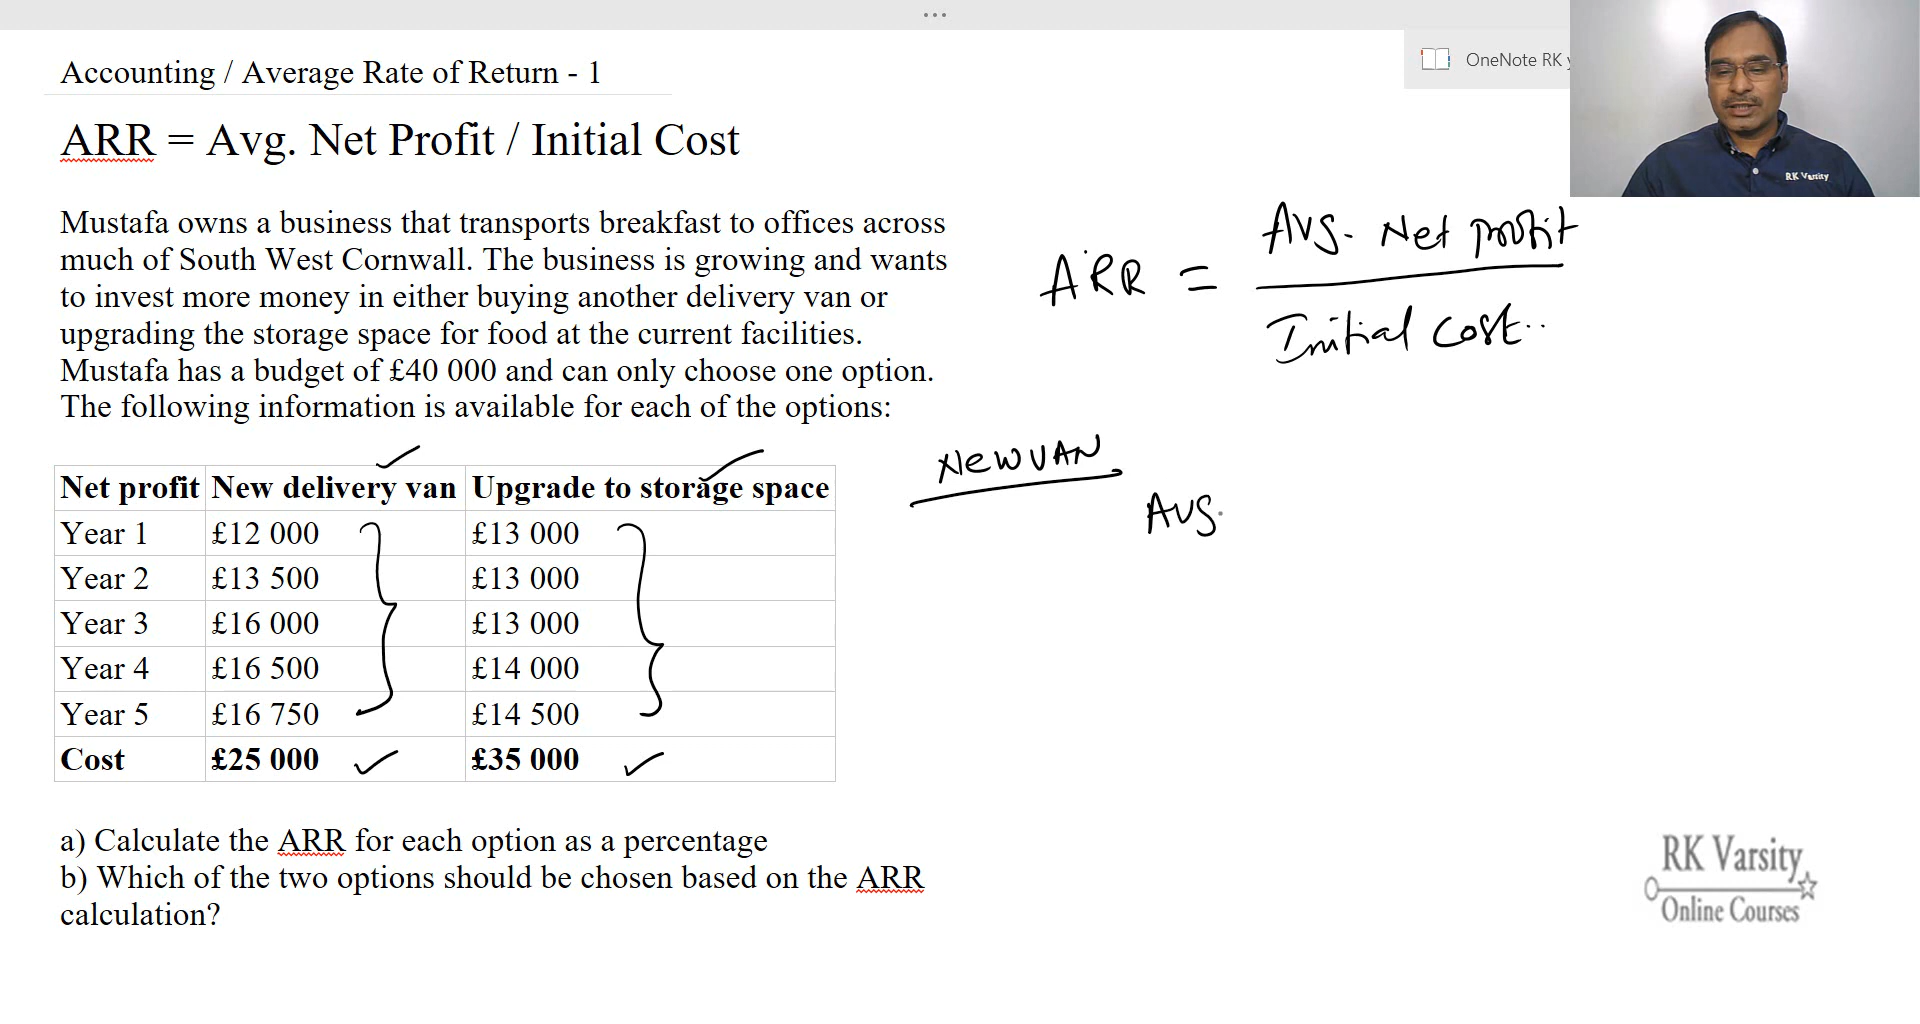 Accounting / Average Rate of Return - 1
OneNote RK
ARR = Avg. Net Profit / Initial Cost
RK Varsity
Mustafa owns a business that transports breakfast to offices across
much of South West Cornwall. The business is growing and wants
to invest more money in either buying another delivery van or
upgrading the storage space for food at the current facilities.
Mustafa has a budget of £40 000 and can only choose one option.
The following information is available for each of the options:
ARR = Avg. Net profit
Initial cost..
Net profit New delivery van Upgrade to storage space
Year 1 £12 000 £13 000
Year 2 £13 500 £13 000
Year 3 £16 000 £13 000
Year 4 £16 500 £14 000
Year 5 £16 750 £14 500
Cost £25 000 £35 000
New VAN
Avg.
a) Calculate the ARR for each option as a percentage
b) Which of the two options should be chosen based on the ARR
calculation?
RK Varsity
Online Courses